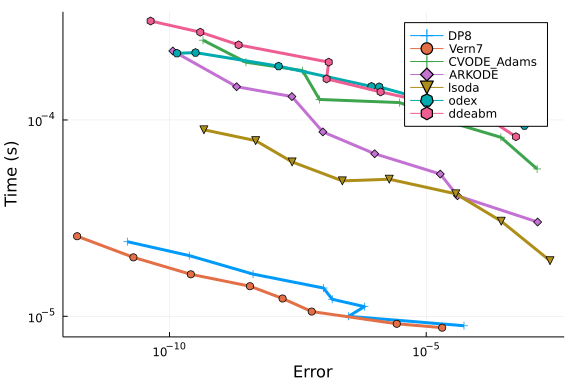 DP8
Vern7
CVODE_Adams
ARKODE
lsoda
odex
ddeabm
10⁻⁴
10⁻⁵
Time (s)
10⁻¹⁰
10⁻⁵
Error